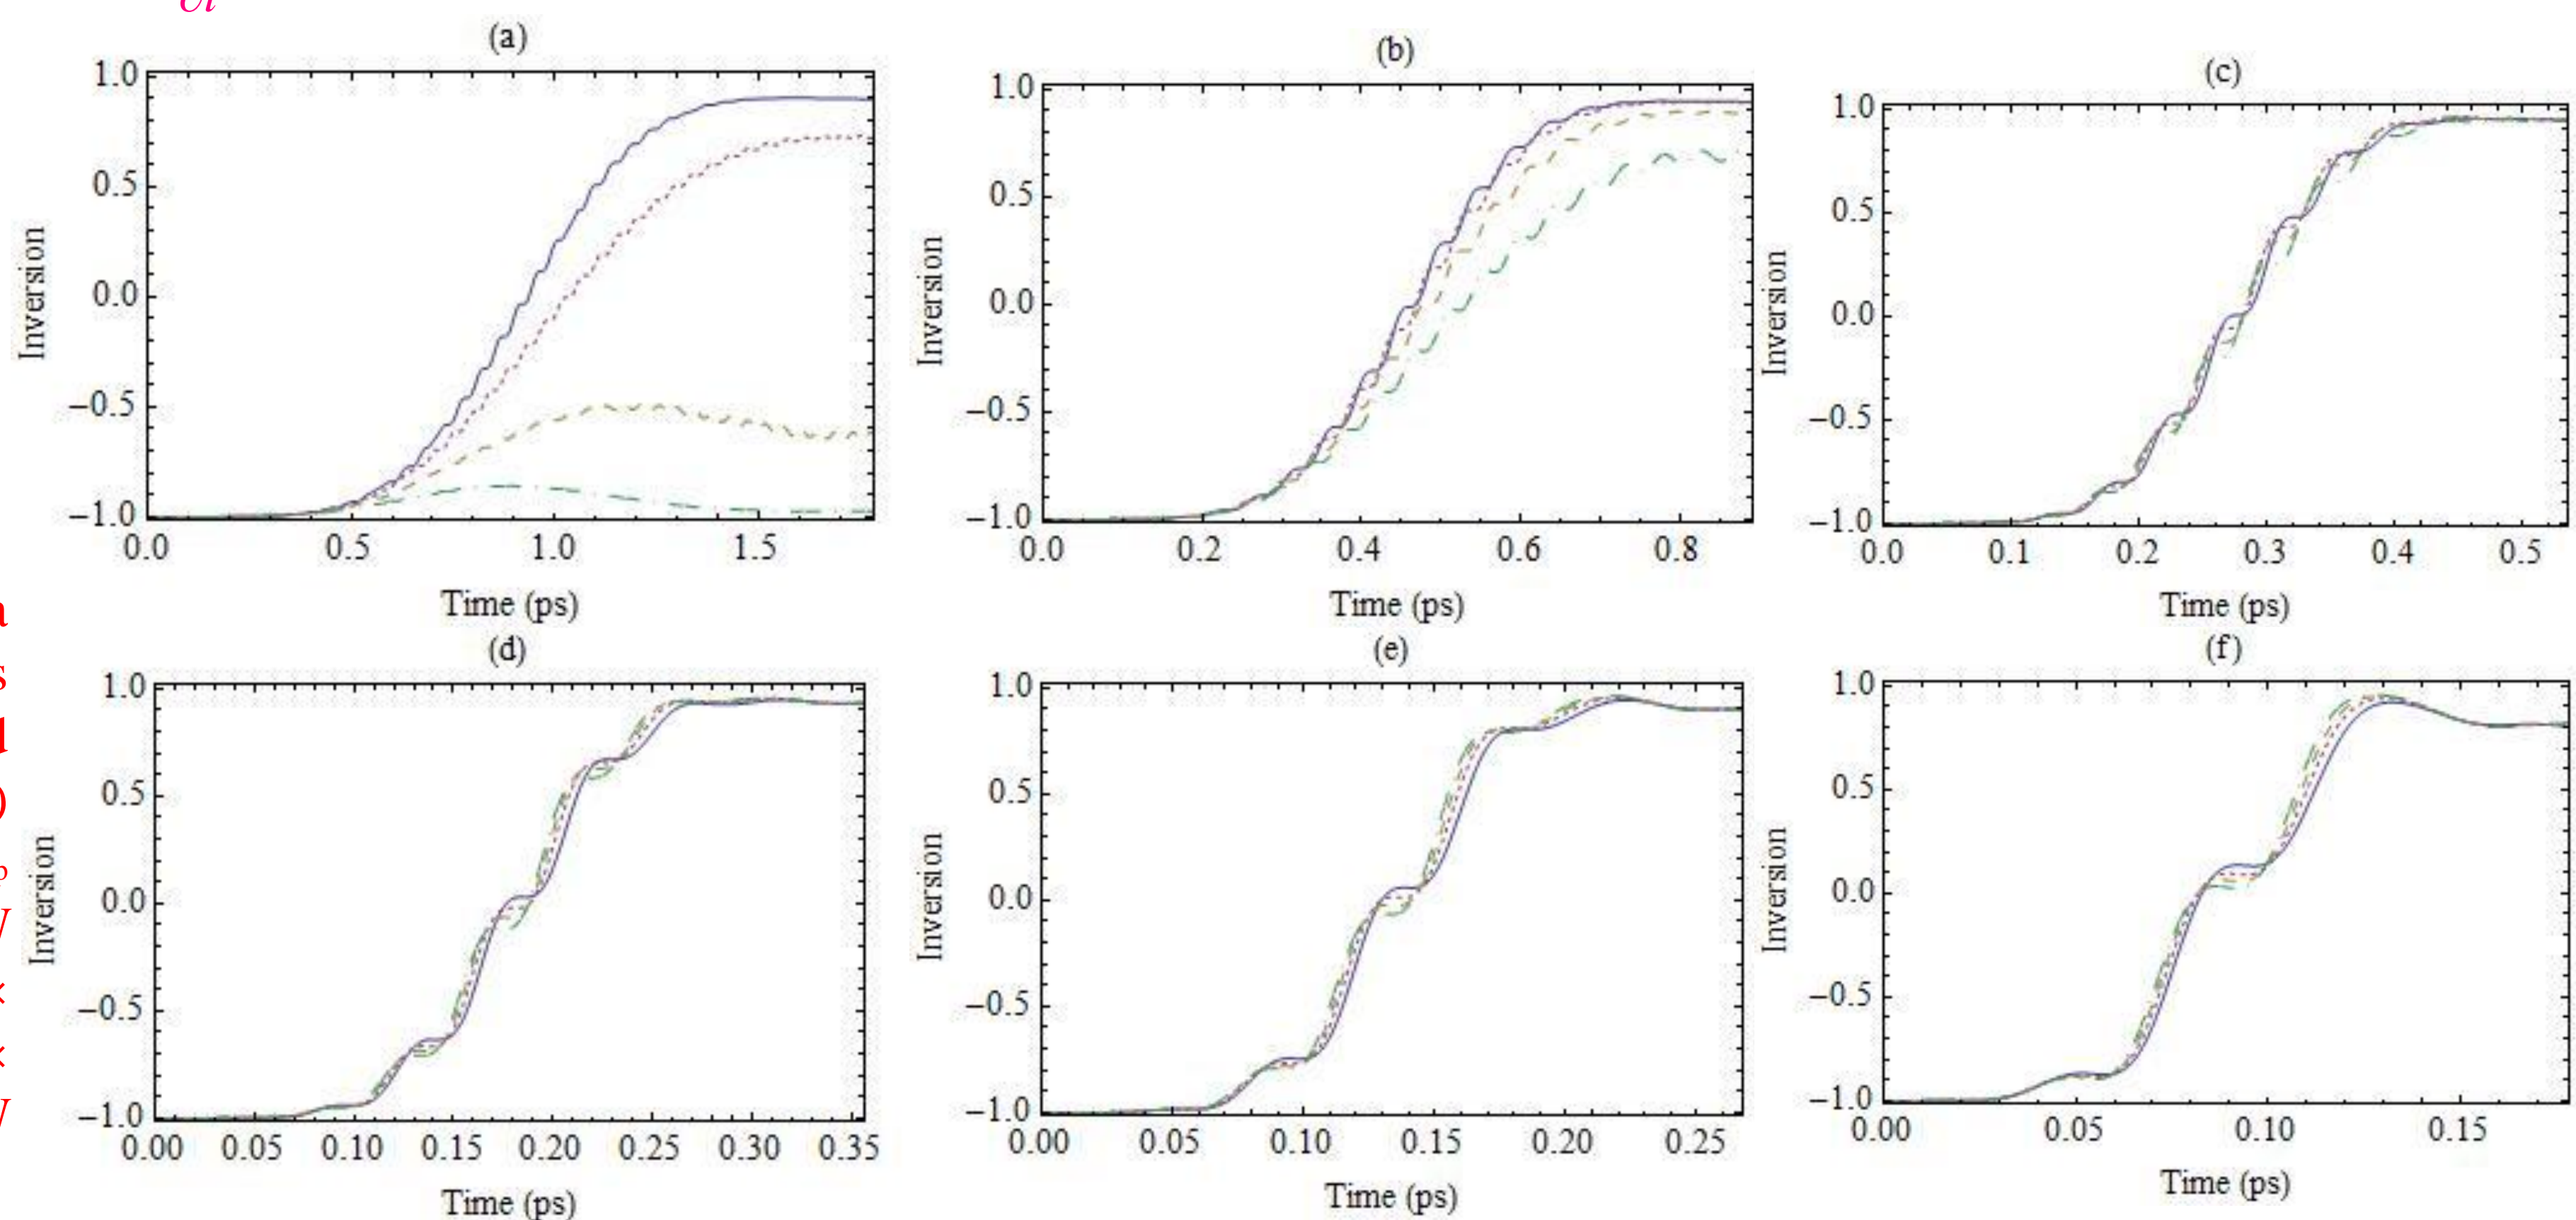 (a)
1.0
0.5
0.0
−0.5
−1.0
Inversion
0.0 0.5 1.0 1.5
Time (ps)
(b)
1.0
0.5
0.0
−0.5
−1.0
Inversion
0.0 0.2 0.4 0.6 0.8
Time (ps)
(c)
1.0
0.5
0.0
−0.5
−1.0
Inversion
0.0 0.1 0.2 0.3 0.4 0.5
Time (ps)
(d)
1.0
0.5
0.0
−0.5
−1.0
Inversion
0.00 0.05 0.10 0.15 0.20 0.25 0.30 0.35
Time (ps)
(e)
1.0
0.5
0.0
−0.5
−1.0
Inversion
0.00 0.05 0.10 0.15 0.20 0.25
Time (ps)
(f)
1.0
0.5
0.0
−0.5
−1.0
Inversion
0.00 0.05 0.10 0.15
Time (ps)